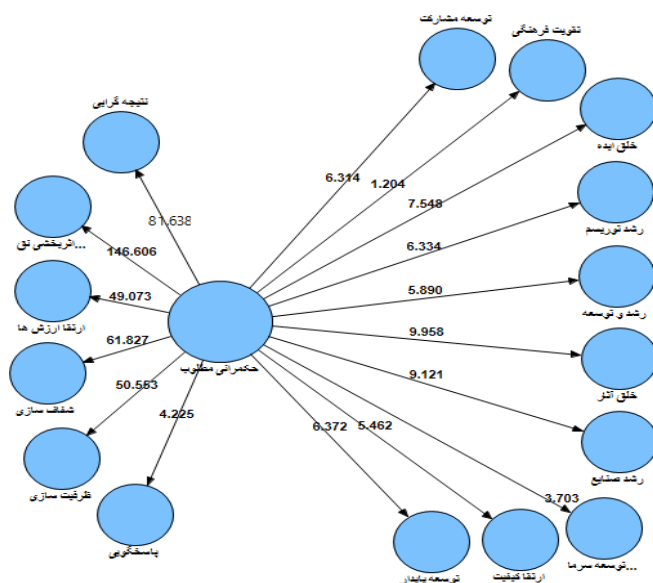 توسعه مشارکت
تقویت فرهنگی
نتیجه گرایی
خلق ایده
6.314
1.204
7.548
81.638
اثربخشی نق...
146.606
6.334
رشد توریسم
ارتقا ارزش ها
49.073
5.890
رشد و توسعه
حکمرانی مطلوب
61.827
9.958
شفاف سازی
خلق آثار
50.553
4.225
9.121
6.372
5.462
ظرفیت سازی
رشد صنایع
3.703
پاسخگویی
توسعه پایدار
ارتقا کیفیت
توسعه سرما...